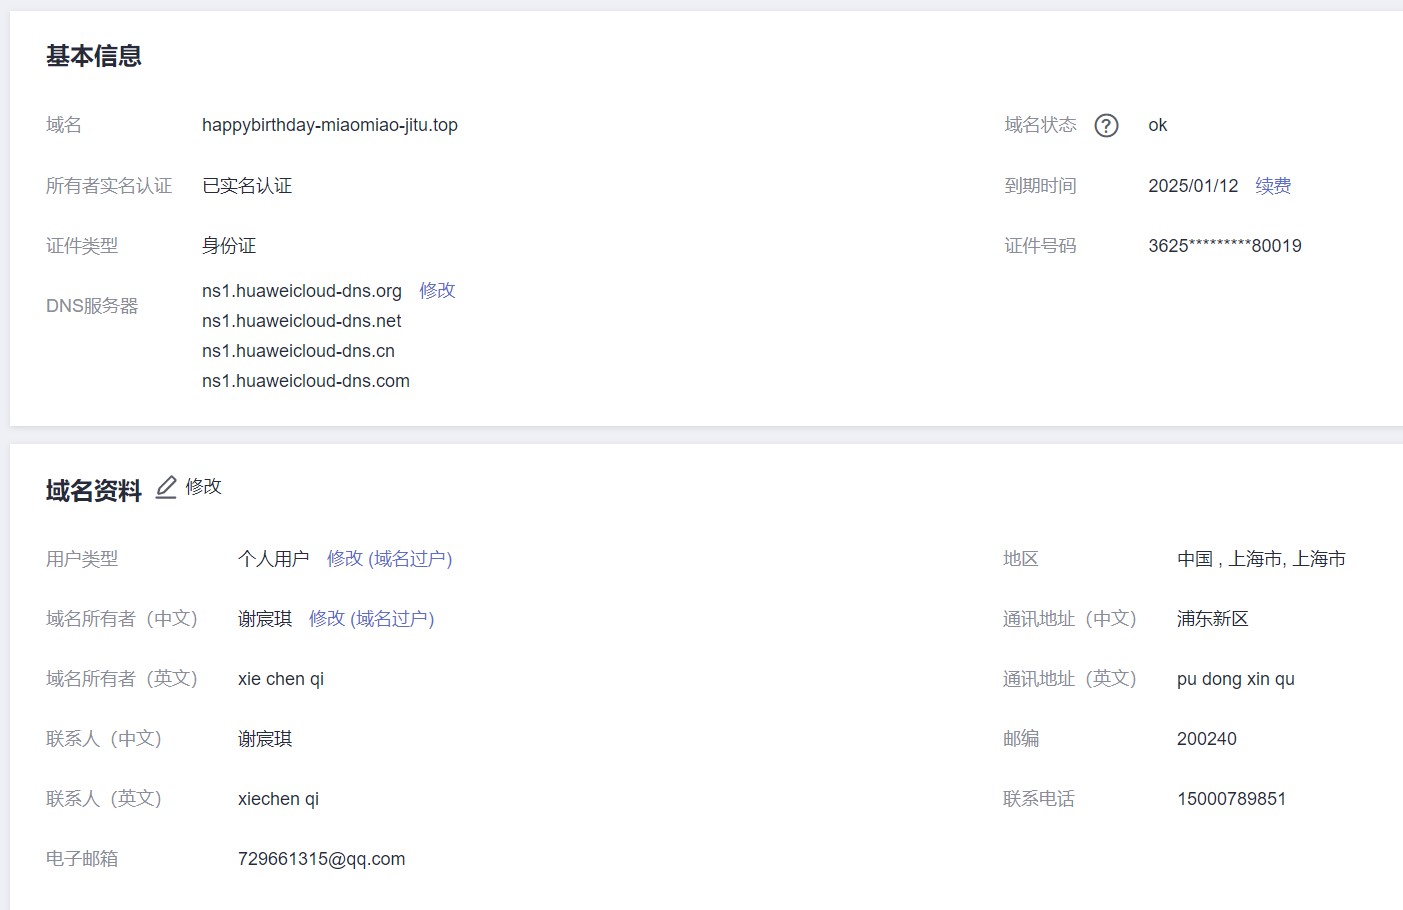 基本信息
域名 happybirthday-miaomiao-jitu.top 域名状态 ? ok
所有者实名认证 已实名认证 到期时间 2025/01/12 续费
证件类型 身份证 证件号码 3625*********80019
DNS服务器 ns1.huaweicloud-dns.org 修改
ns1.huaweicloud-dns.net
ns1.huaweicloud-dns.cn
ns1.huaweicloud-dns.com
域名资料 修改
用户类型 个人用户 修改 (域名过户) 地区 中国 , 上海市, 上海市
域名所有者（中文） 谢宸琪 修改 (域名过户) 通讯地址（中文） 浦东新区
域名所有者（英文） xie chen qi 通讯地址（英文） pu dong xin qu
联系人（中文） 谢宸琪 邮编 200240
联系人（英文） xiechen qi 联系电话 15000789851
电子邮箱 729661315@qq.com